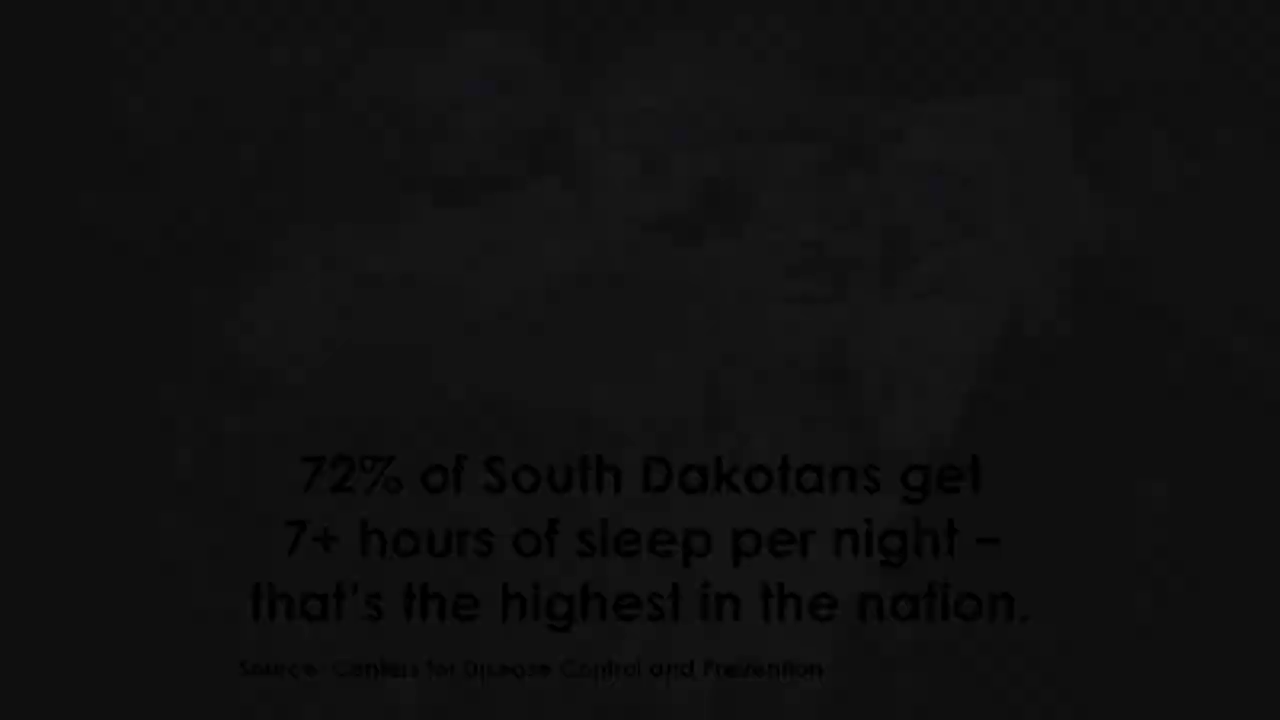 72% of South Dakotans get
7+ hours of sleep per night –
that's the highest in the nation.
Source: Centers for Disease Control and Prevention